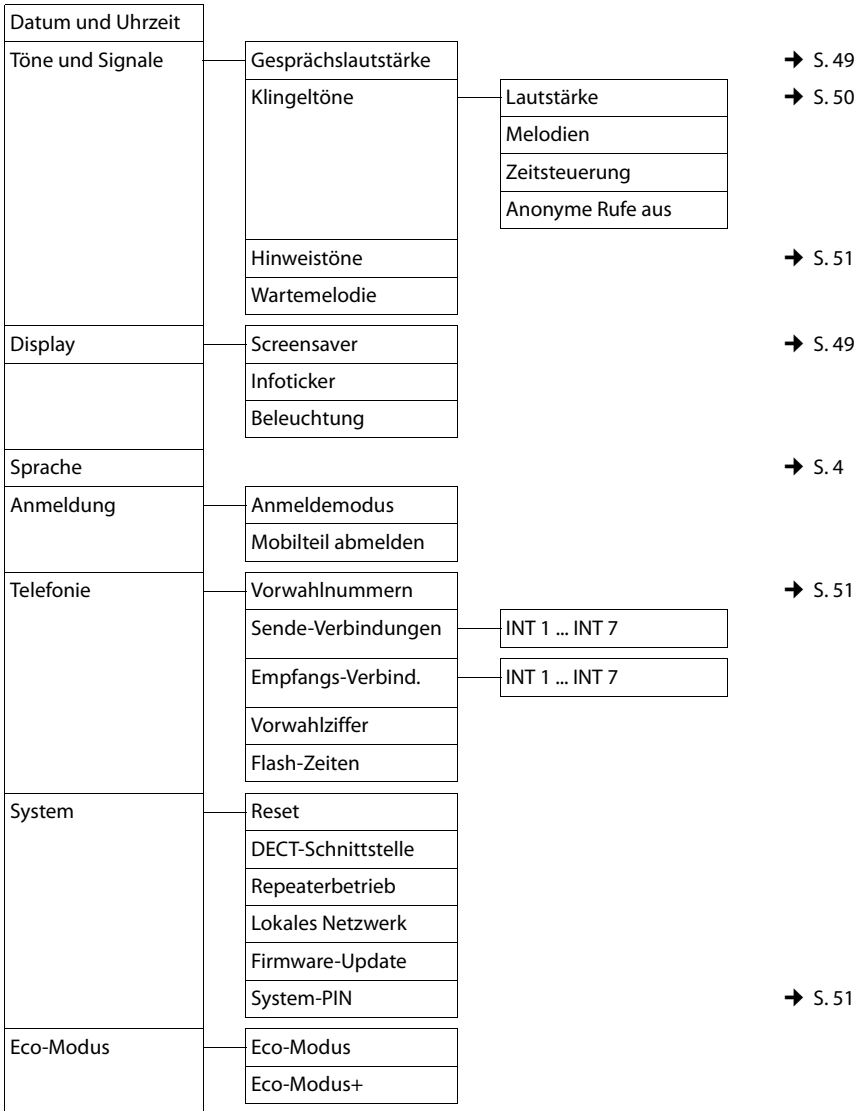 Datum und Uhrzeit
Töne und Signale Gesprächslautstärke ➔ S. 49
Klingeltöne Lautstärke ➔ S. 50
Melodien
Zeitsteuerung
Anonyme Rufe aus
Hinweistöne ➔ S. 51
Wartemelodie
Display Screensaver ➔ S. 49
Infoticker
Beleuchtung
Sprache ➔ S. 4
Anmeldung Anmeldemodus
Mobilteil abmelden
Telefonie Vorwahlnummern ➔ S. 51
Sende-Verbindungen INT 1 ... INT 7
Empfangs-Verbind. INT 1 ... INT 7
Vorwahlziffer
Flash-Zeiten
System Reset
DECT-Schnittstelle
Repeaterbetrieb
Lokales Netzwerk
Firmware-Update
System-PIN ➔ S. 51
Eco-Modus Eco-Modus
Eco-Modus+